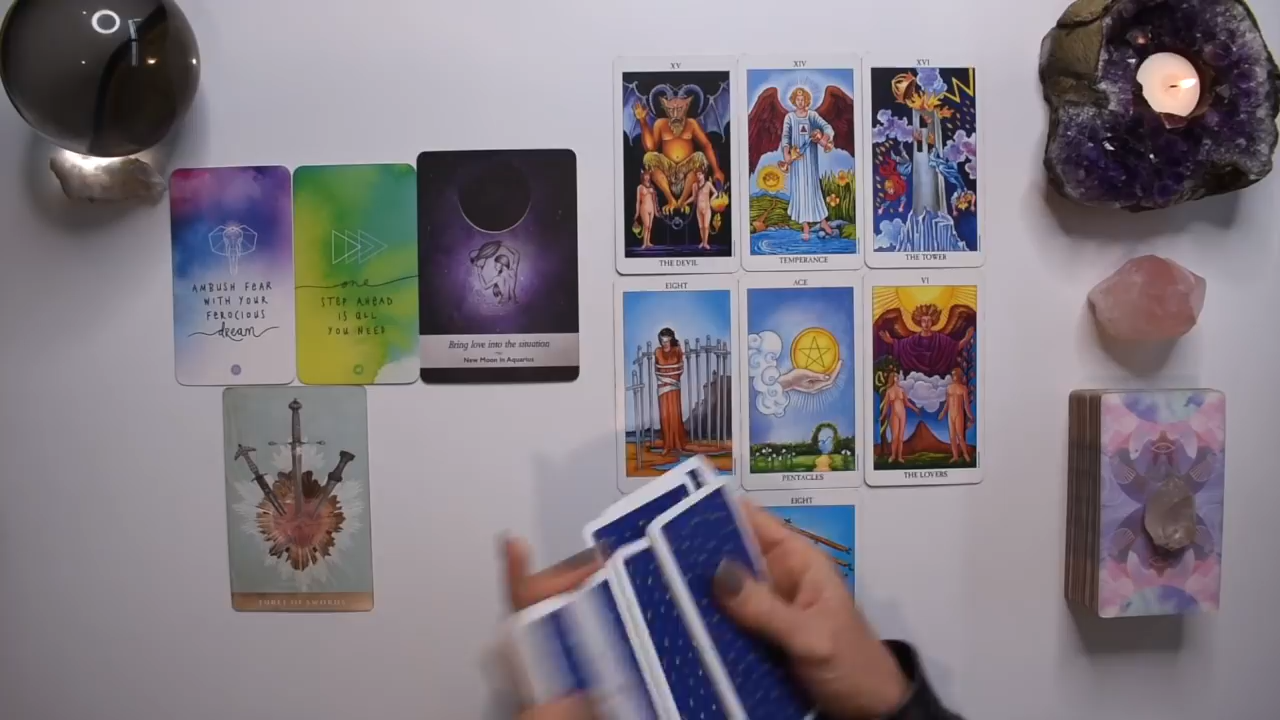 AMBUSH FEAR
WITH YOUR
FEROCIOUS
dream
one
STEP AHEAD
IS ALL
YOU NEED
Bring love into the situation
New Moon in Aquarius
THREE OF SWORDS
XV
THE DEVIL
XIV
TEMPERANCE
XVI
THE TOWER
EIGHT
ACE
PENTACLES
VI
THE LOVERS
EIGHT